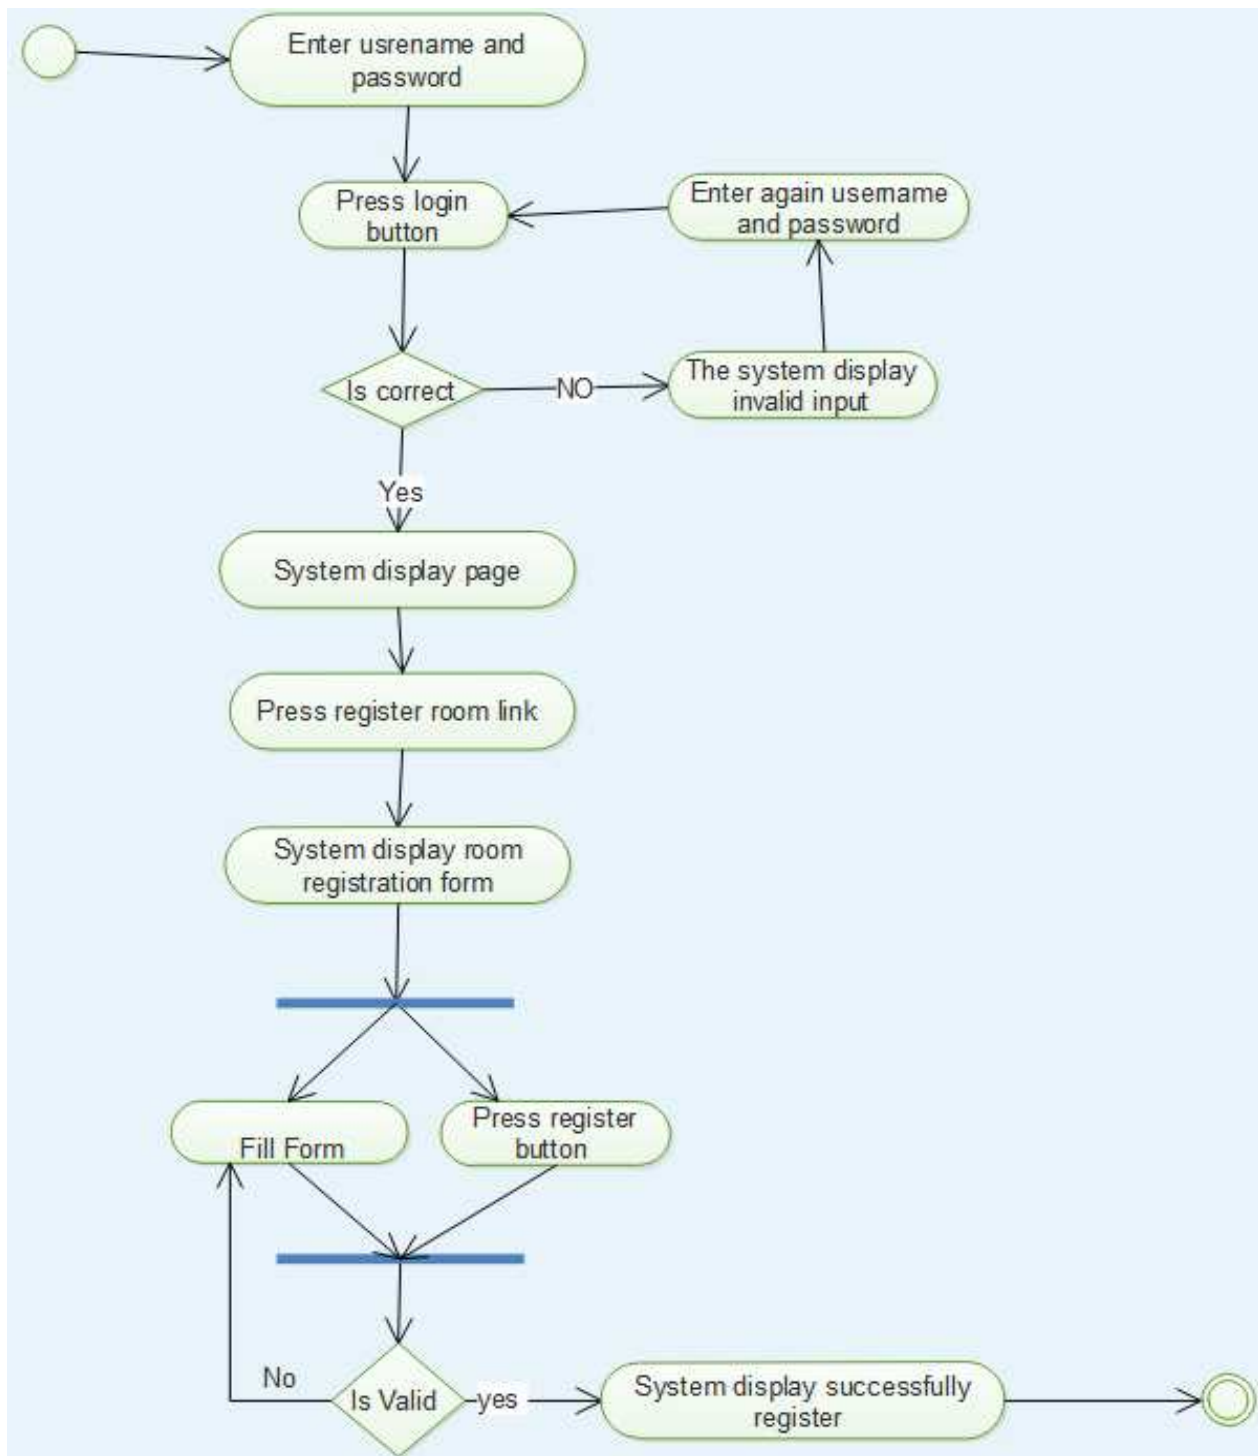 Enter usrename and
password
Press login
button
Enter again username
and password
Is correct
NO
The system display
invalid input
Yes
System display page
Press register room link
System display room
registration form
Fill Form
Press register
button
No
Is Valid
yes
System display successfully
register